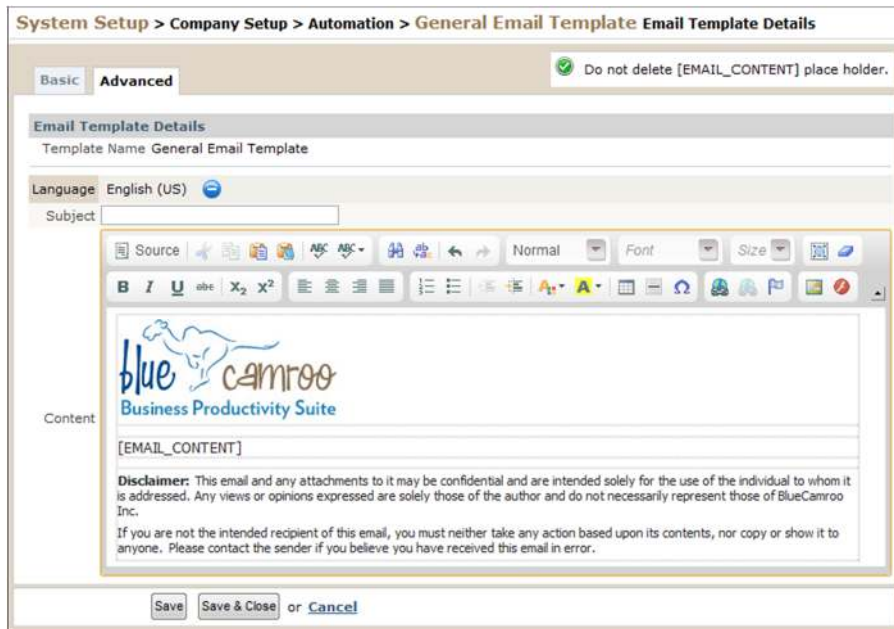 System Setup > Company Setup > Automation > General Email Template Email Template Details
Do not delete [EMAIL_CONTENT] place holder.
Basic Advanced
Email Template Details
Template Name General Email Template
Language English (US)
Subject
Source ABC ABC Normal Font Size
B I U abc X₂ X² A A Ω
blue camroo
Business Productivity Suite
Content
[EMAIL_CONTENT]
Disclaimer: This email and any attachments to it may be confidential and are intended solely for the use of the individual to whom it
is addressed. Any views or opinions expressed are solely those of the author and do not necessarily represent those of BlueCamroo
Inc.
If you are not the intended recipient of this email, you must neither take any action based upon its contents, nor copy or show it to
anyone. Please contact the sender if you believe you have received this email in error.
Save Save & Close or Cancel